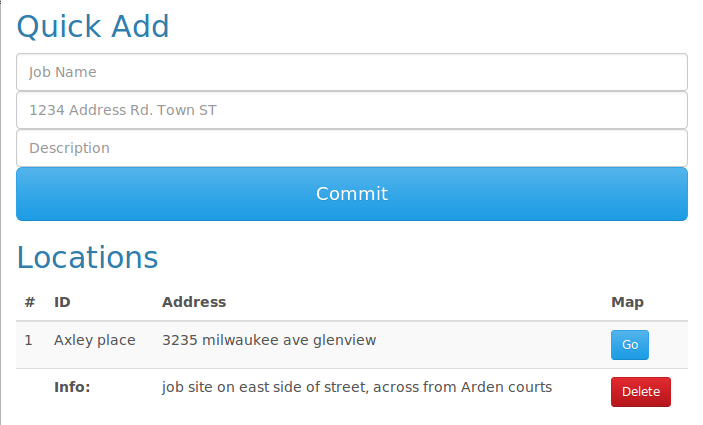 Quick Add
Job Name
1234 Address Rd. Town ST
Description
Commit
Locations
# ID Address Map
1 Axley place 3235 milwaukee ave glenview Go
Info: job site on east side of street, across from Arden courts Delete